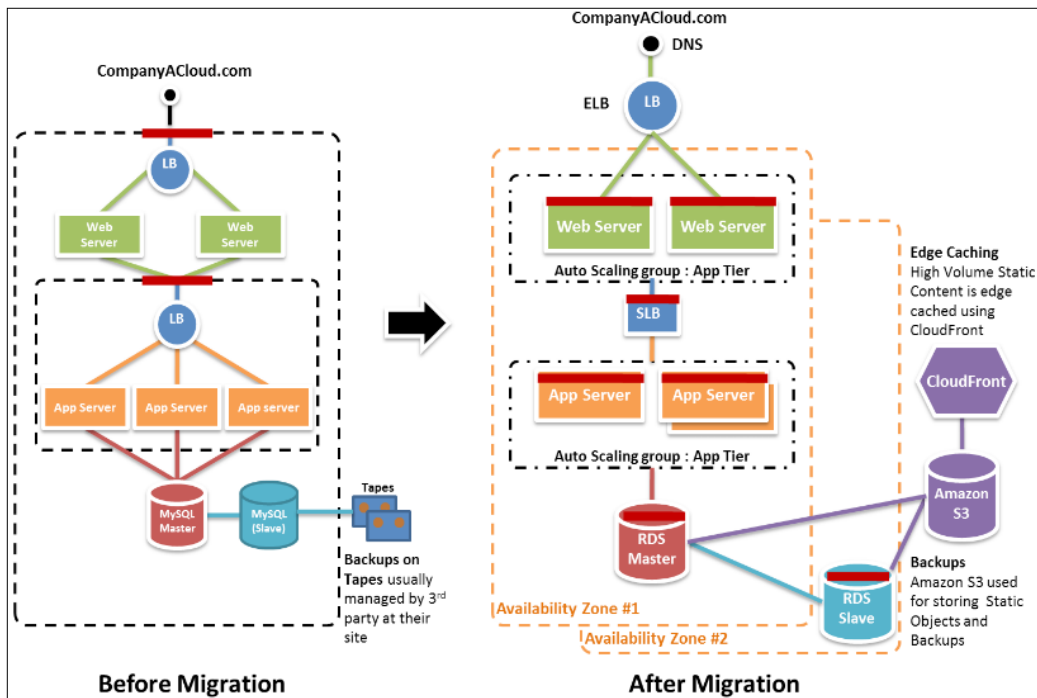 CompanyACloud.com
LB
Web
Server
Web
Server
LB
App Server
App Server
App server
MySQL
Master
MySQL
(Slave)
Tapes
Backups on
Tapes usually
managed by 3rd
party at their
site
Before Migration
CompanyACloud.com
DNS
ELB
LB
Web Server
Web Server
Auto Scaling group : App Tier
SLB
App Server
App Server
Auto Scaling group : App Tier
RDS
Master
Availability Zone #1
Availability Zone #2
RDS
Slave
Edge Caching
High Volume Static
Content is edge
cached using
CloudFront
CloudFront
Amazon
S3
Backups
Amazon S3 used
for storing Static
Objects and
Backups
After Migration